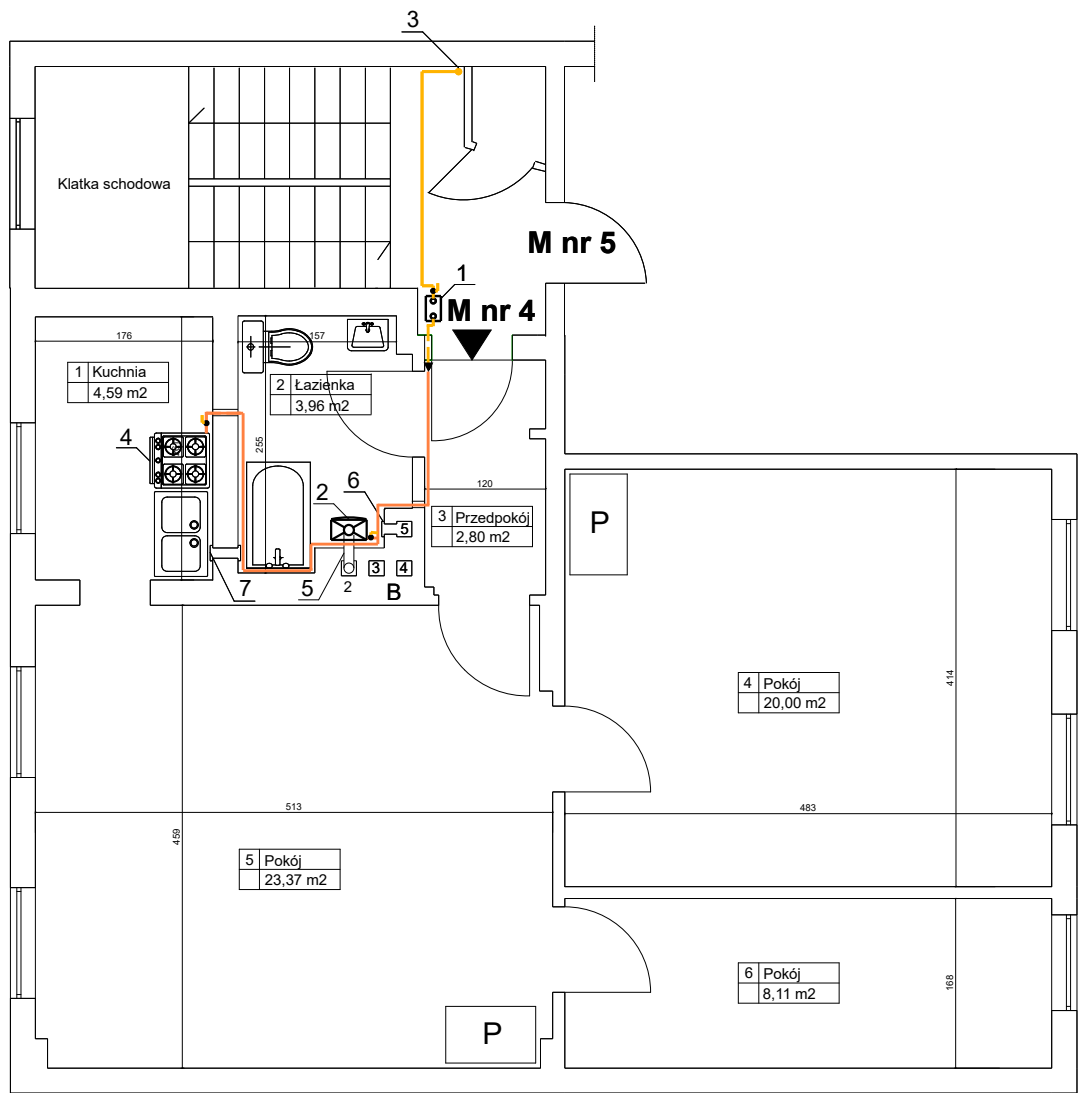 3
Klatka schodowa
M nr 5
1
M nr 4
176
157
1 Kuchnia
4,59 m2
2 Łazienka
3,96 m2
4
255
6
2
120
3 Przedpokój
2,80 m2
P
5
7
5
2
3
4
B
4 Pokój
20,00 m2
414
513
483
459
5 Pokój
23,37 m2
6 Pokój
8,11 m2
168
P